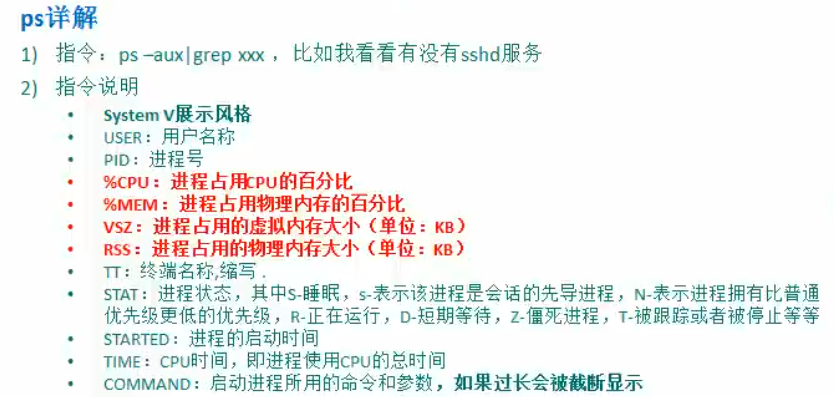 ps详解
1) 指令：ps –aux|grep xxx ，比如我看看有没有sshd服务
2) 指令说明
• System V展示风格
• USER：用户名称
• PID：进程号
• %CPU：进程占用CPU的百分比
• %MEM：进程占用物理内存的百分比
• VSZ：进程占用的虚拟内存大小（单位：KB）
• RSS：进程占用的物理内存大小（单位：KB）
• TT：终端名称,缩写 .
• STAT：进程状态，其中S-睡眠，s-表示该进程是会话的先导进程，N-表示进程拥有比普通
优先级更低的优先级，R-正在运行，D-短期等待，Z-僵死进程，T-被跟踪或者被停止等等
• STARTED：进程的启动时间
• TIME：CPU时间，即进程使用CPU的总时间
• COMMAND：启动进程所用的命令和参数，如果过长会被截断显示